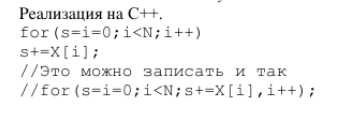 Реализация на С++.
for(s=i=0;i<N;i++)
s+=X[i];
//Это можно записать и так
//for(s=i=0;i<N;s+=X[i],i++);